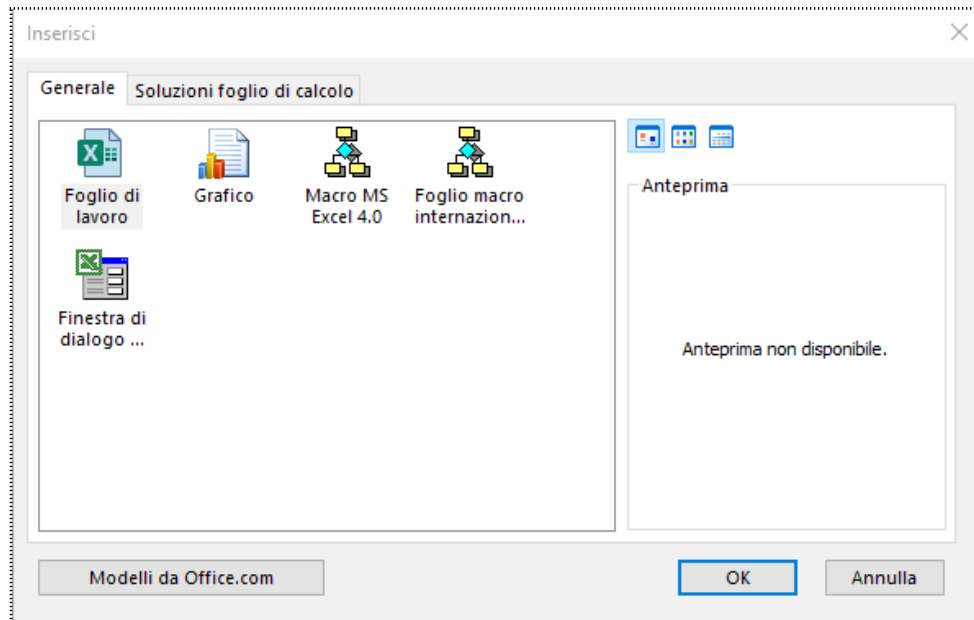 Inserisci
Generale
Soluzioni foglio di calcolo
Foglio di
lavoro
Grafico
Macro MS
Excel 4.0
Foglio macro
internazion...
Finestra di
dialogo ...
Anteprima
Anteprima non disponibile.
Modelli da Office.com
OK
Annulla